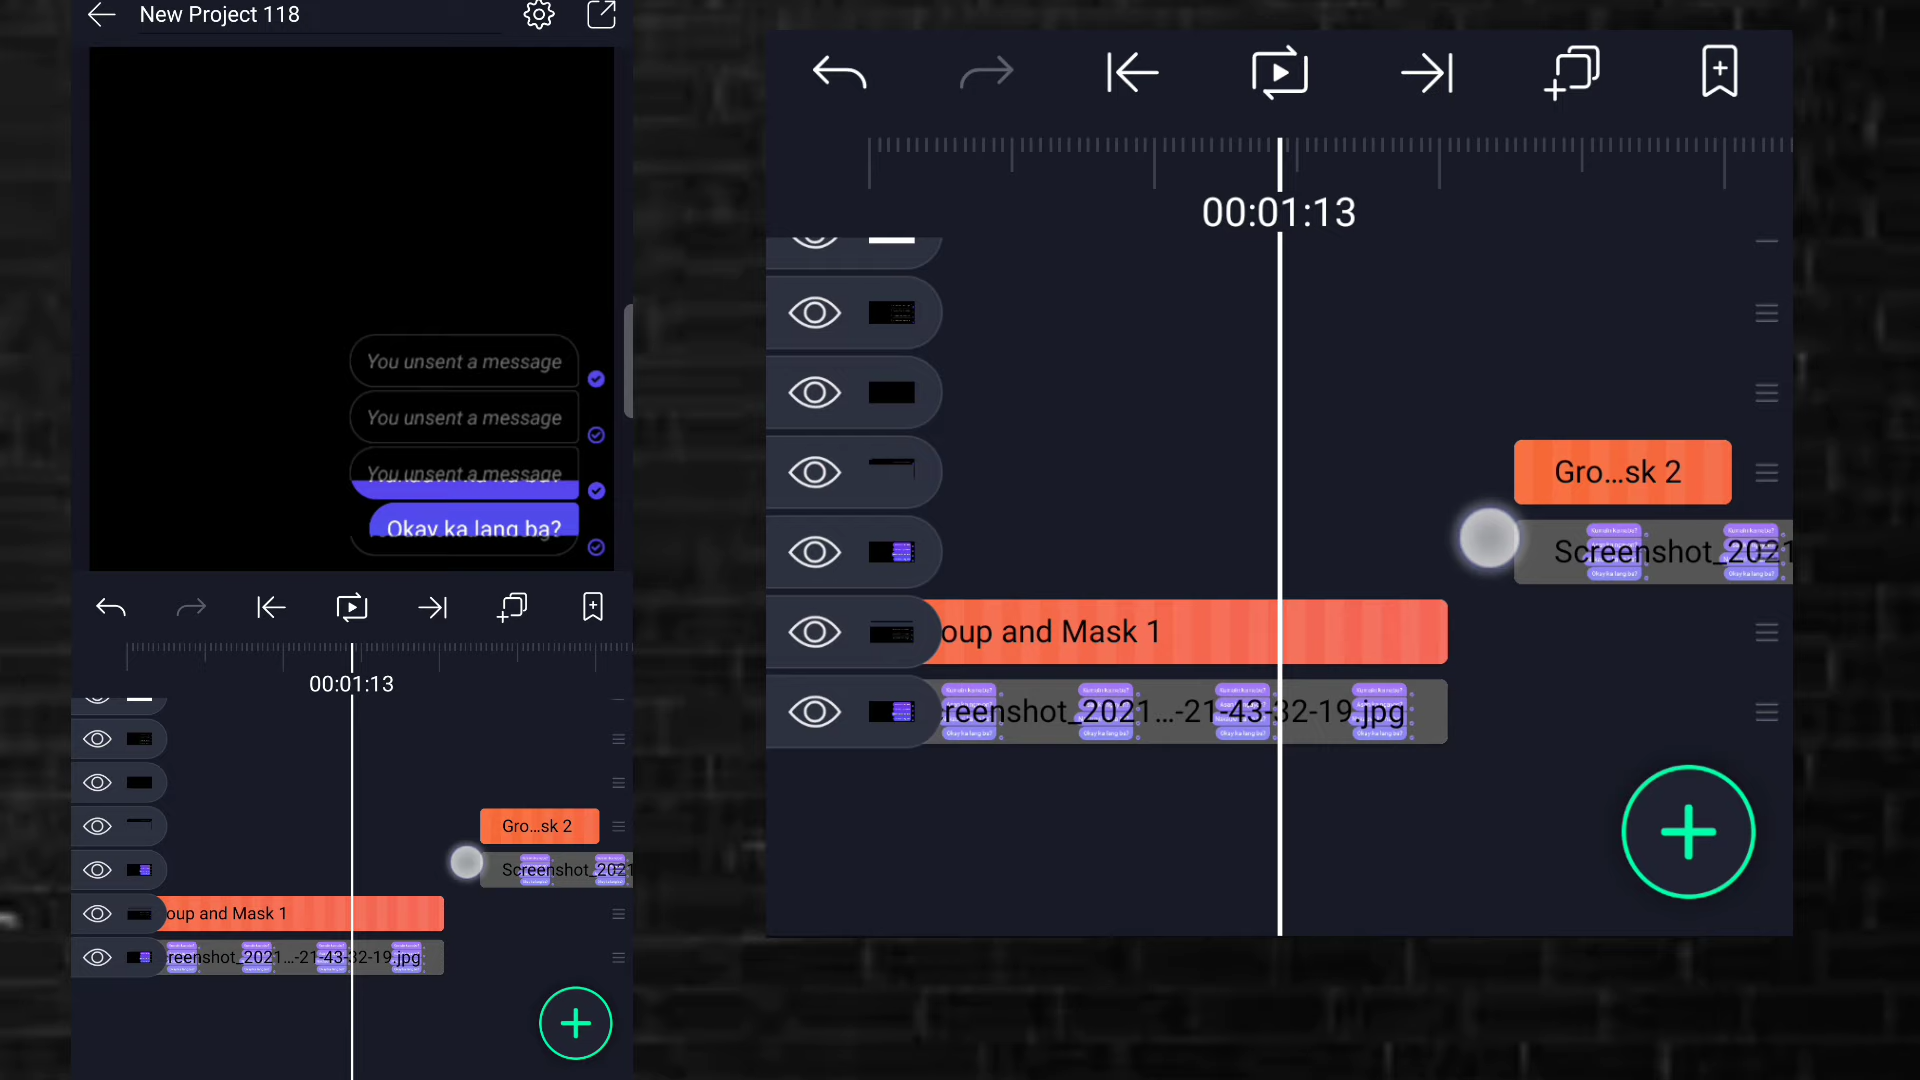 New Project 118
You unsent a message
You unsent a message
You unsent a message
Okay ka lang ba?
00:01:13
Gro...sk 2
Screenshot_2021
oup and Mask 1
reenshot_2021...-21-43-32-19.jpg
00:01:13
Gro...sk 2
Screenshot_2021
oup and Mask 1
reenshot_2021...-21-43-32-19.jpg